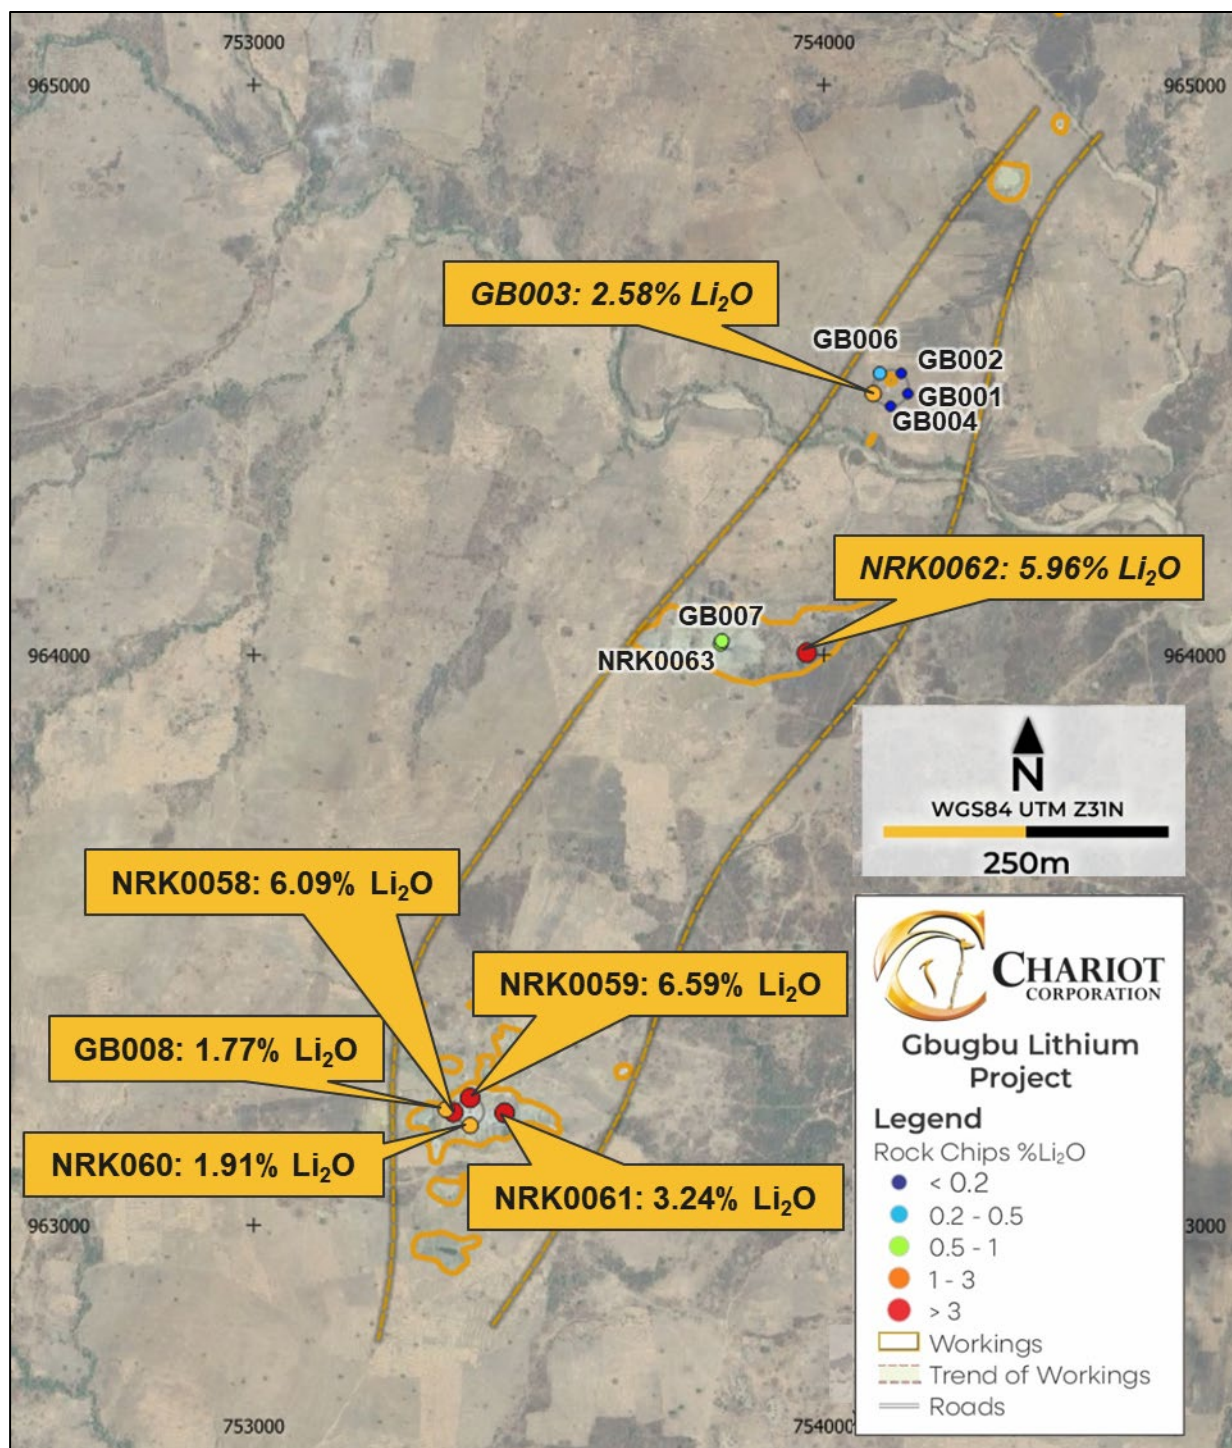 753000
754000
965000
965000
GB003: 2.58% Li₂O
GB006
GB002
GB001
GB004
NRK0062: 5.96% Li₂O
GB007
NRK0063
964000
964000
N
WGS84 UTM Z31N
250m
NRK0058: 6.09% Li₂O
NRK0059: 6.59% Li₂O
GB008: 1.77% Li₂O
NRK060: 1.91% Li₂O
NRK0061: 3.24% Li₂O
963000
3000
CHARIOT
CORPORATION
Gbugbu Lithium
Project
Legend
Rock Chips %Li₂O
< 0.2
0.2 - 0.5
0.5 - 1
1 - 3
> 3
Workings
Trend of Workings
Roads
753000
754000